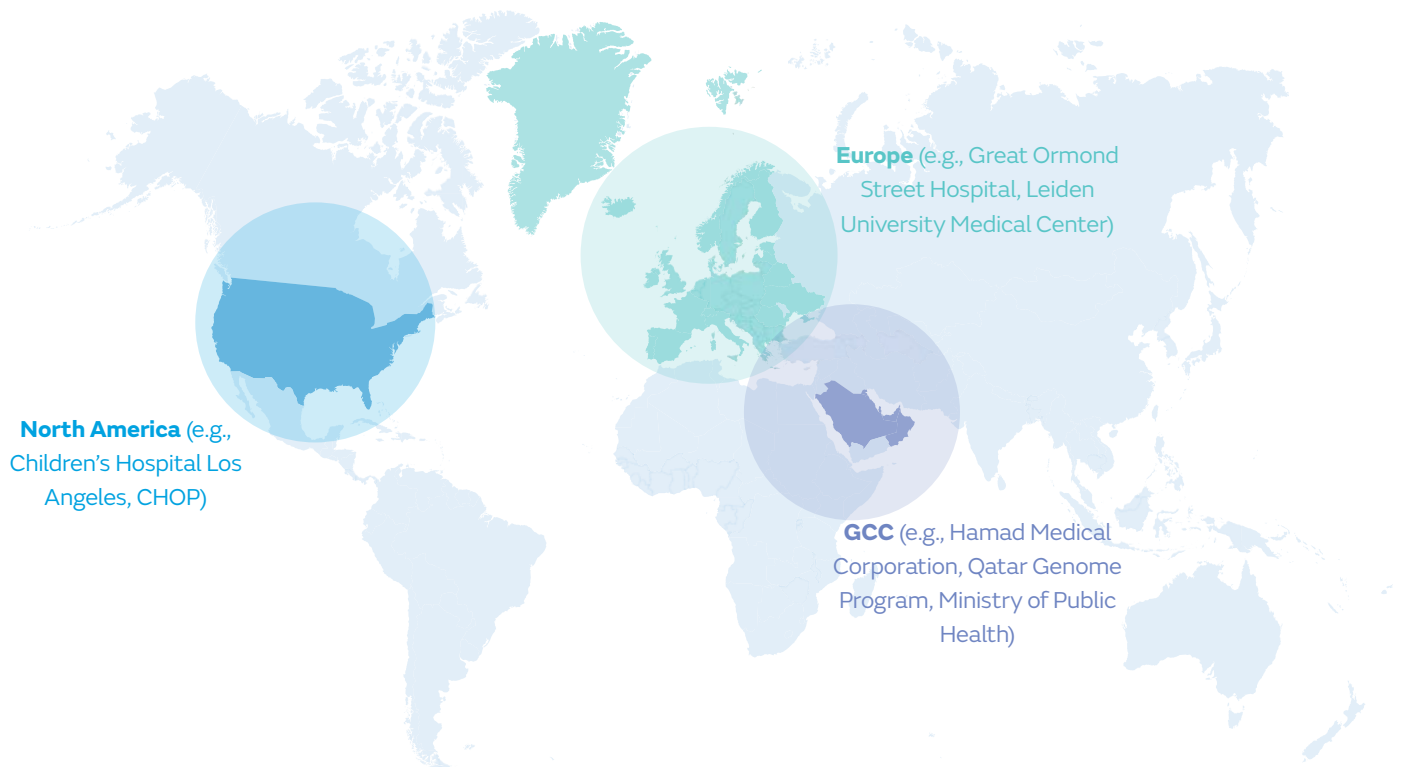 Europe (e.g., Great Ormond
Street Hospital, Leiden
University Medical Center)
North America (e.g.,
Children’s Hospital Los
Angeles, CHOP)
GCC (e.g., Hamad Medical
Corporation, Qatar Genome
Program, Ministry of Public
Health)